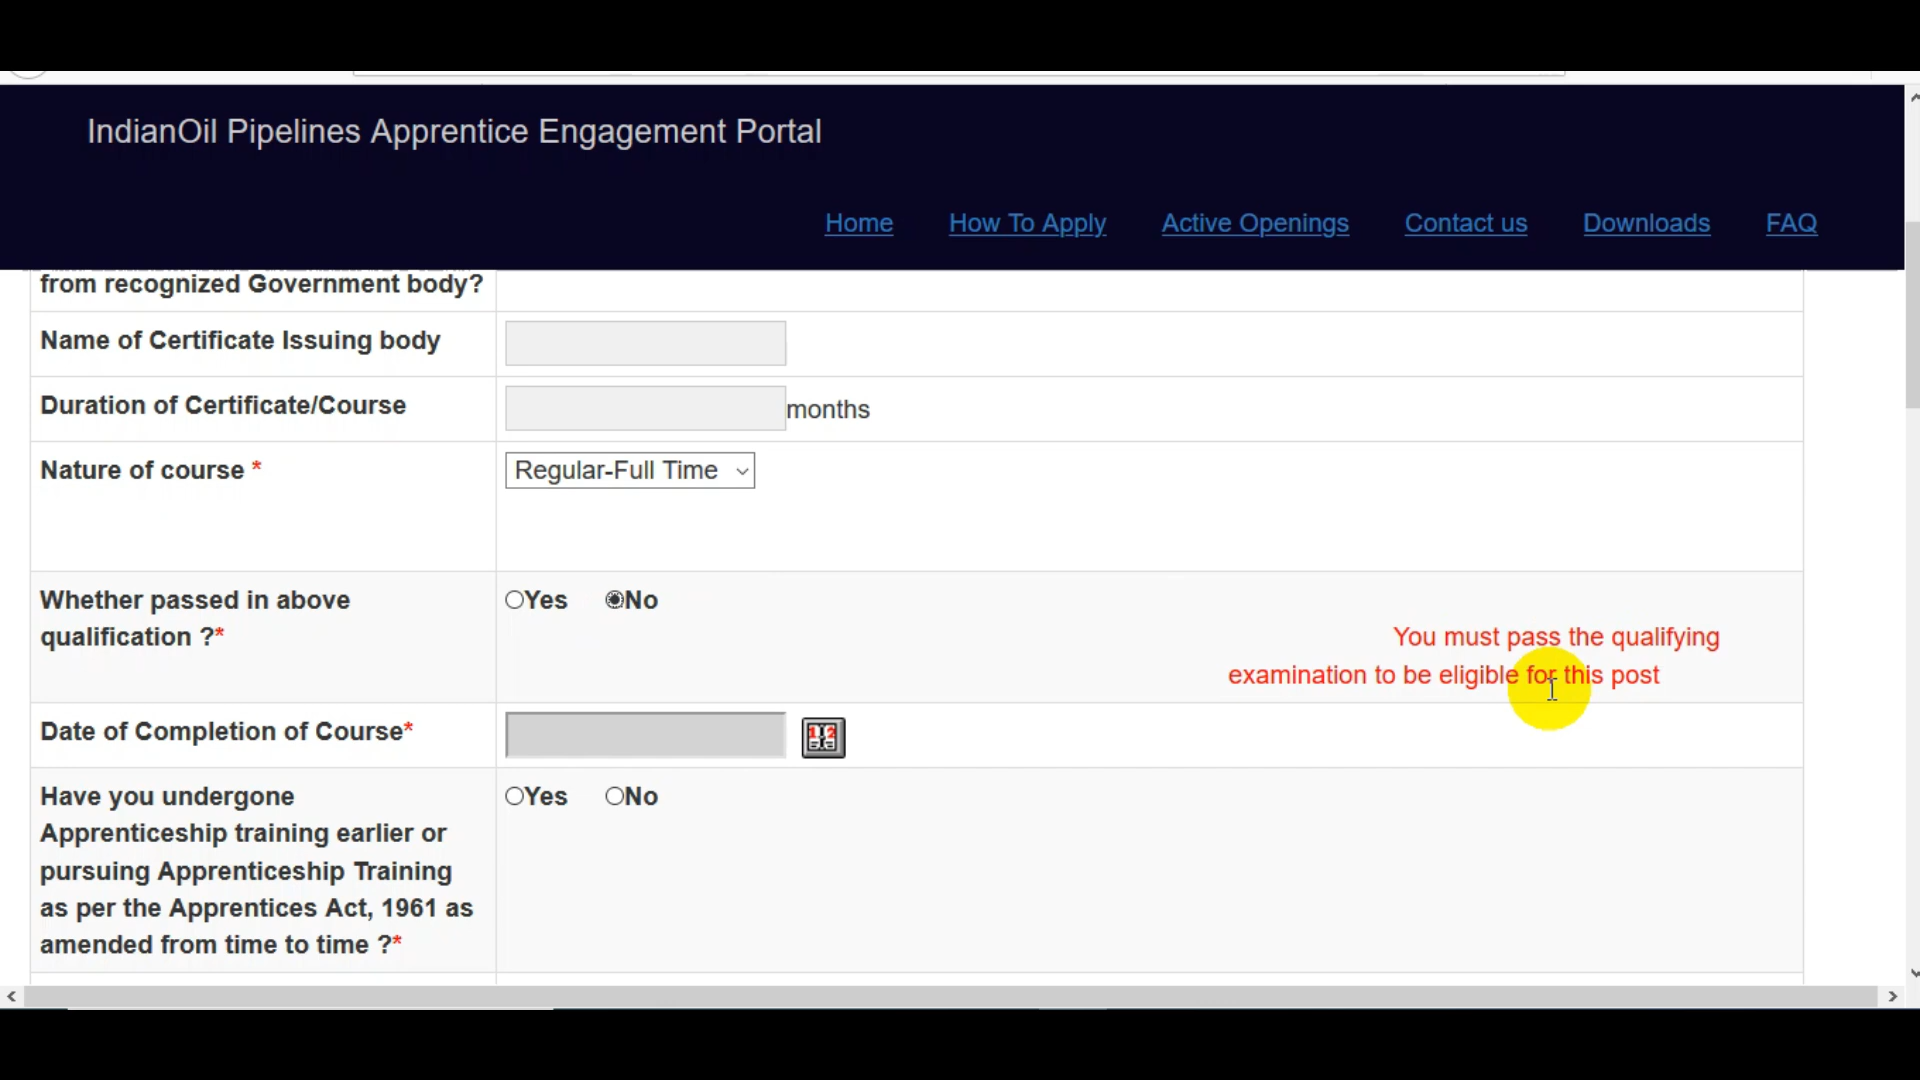 IndianOil Pipelines Apprentice Engagement Portal
Home How To Apply Active Openings Contact us Downloads FAQ
from recognized Government body?
Name of Certificate Issuing body
Duration of Certificate/Course months
Nature of course * Regular-Full Time
Whether passed in above
qualification ?*
Yes No
You must pass the qualifying
examination to be eligible for this post
Date of Completion of Course*
Have you undergone
Apprenticeship training earlier or
pursuing Apprenticeship Training
as per the Apprentices Act, 1961 as
amended from time to time ?*
Yes No